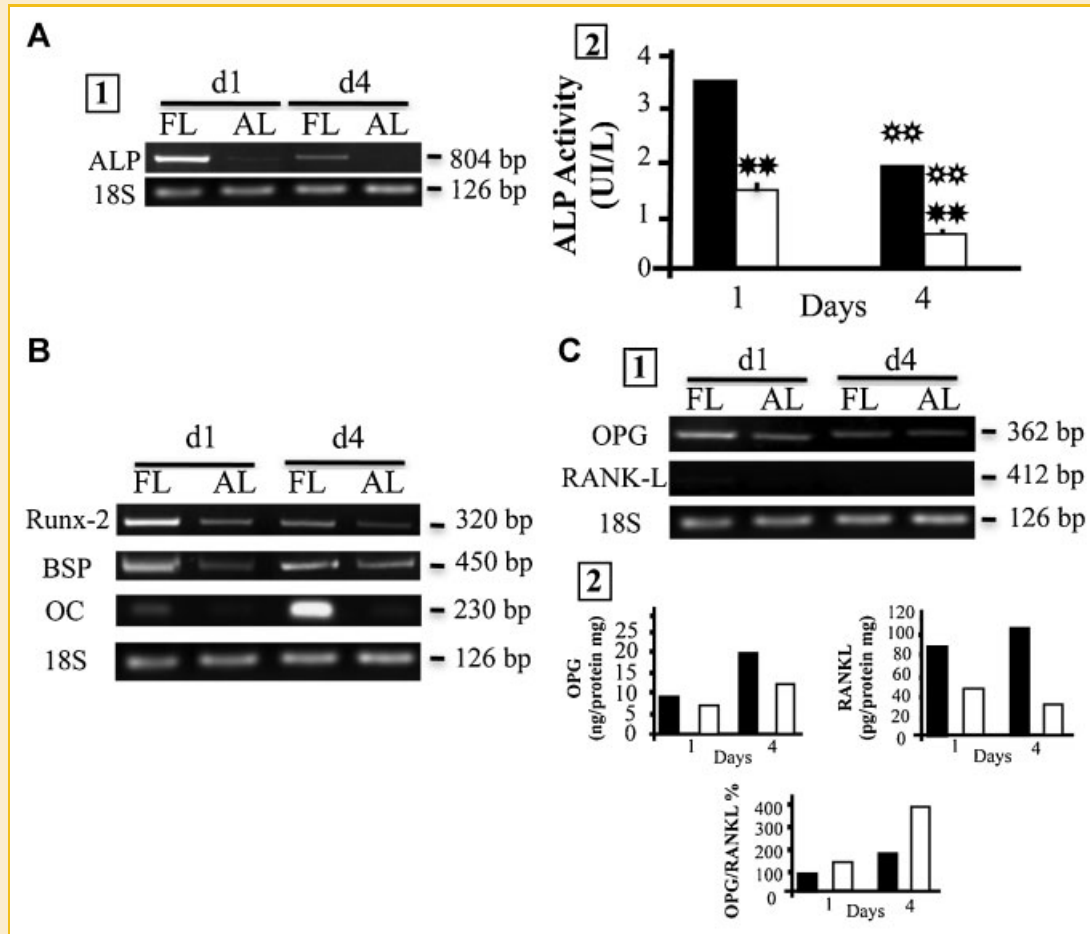 A
1
d1 d4
FL AL FL AL
ALP - 804 bp
18S - 126 bp
2
ALP Activity
(UI/L)
4
3
2
1
0
1 Days 4
B
d1 d4
FL AL FL AL
Runx-2 - 320 bp
BSP - 450 bp
OC - 230 bp
18S - 126 bp
C
1
d1 d4
FL AL FL AL
OPG - 362 bp
RANK-L - 412 bp
18S - 126 bp
2
OPG
(ng/protein mg)
25
20
15
10
5
0
1 4
Days
RANKL
(pg/protein mg)
120
100
80
60
40
20
0
1 4
Days
OPG/RANKL %
400
300
200
100
0
1 Days 4